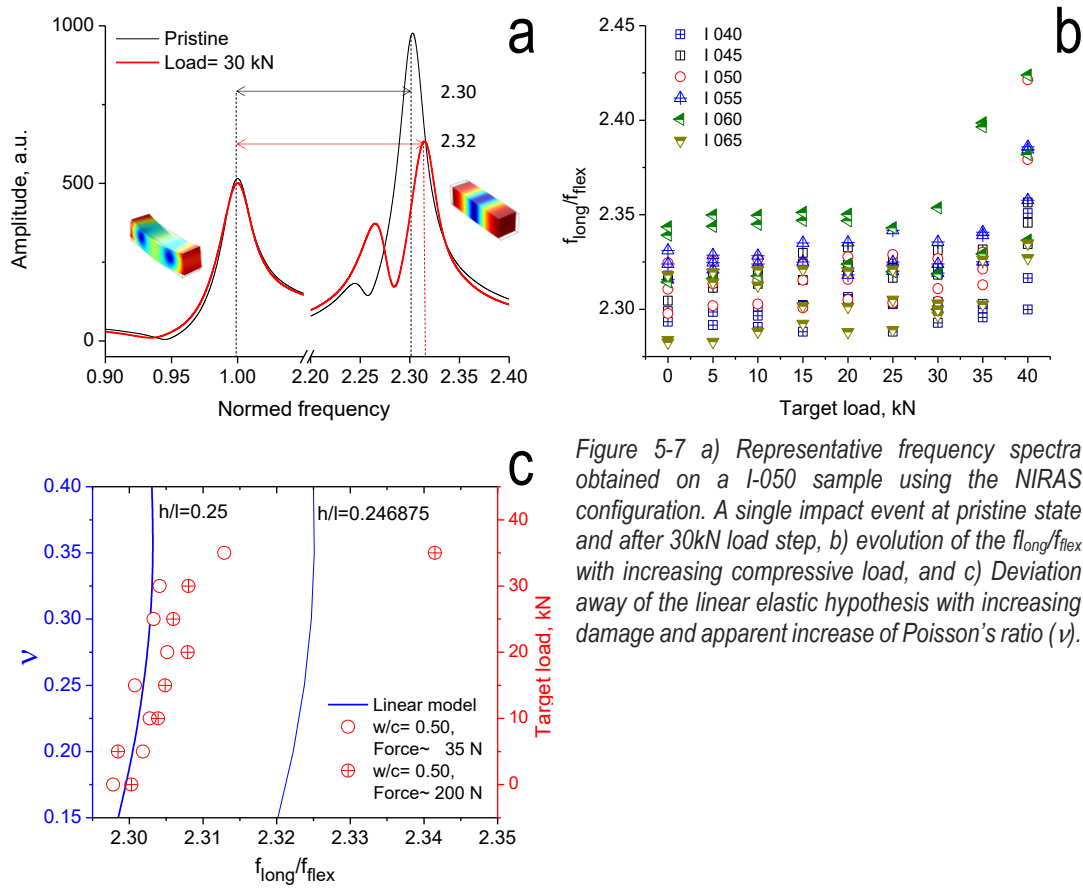 a
Pristine
Load= 30 kN
2.30
2.32
1000
500
0
Amplitude, a.u.
0.90 0.95 1.00 2.20 2.25 2.30 2.35 2.40
Normed frequency
b
I 040
I 045
I 050
I 055
I 060
I 065
2.45
2.40
2.35
2.30
f_long/f_flex
0 5 10 15 20 25 30 35 40
Target load, kN
c
h/l=0.25
h/l=0.246875
0.40
0.35
0.30
0.25
0.20
0.15
ν
40
30
20
10
0
Target load, kN
Linear model
w/c= 0.50,
Force~ 35 N
w/c= 0.50,
Force~ 200 N
2.30 2.31 2.32 2.33 2.34 2.35
f_long/f_flex
Figure 5-7 a) Representative frequency spectra
obtained on a I-050 sample using the NIRAS
configuration. A single impact event at pristine state
and after 30kN load step, b) evolution of the fl_ong/f_flex
with increasing compressive load, and c) Deviation
away of the linear elastic hypothesis with increasing
damage and apparent increase of Poisson's ratio (ν).